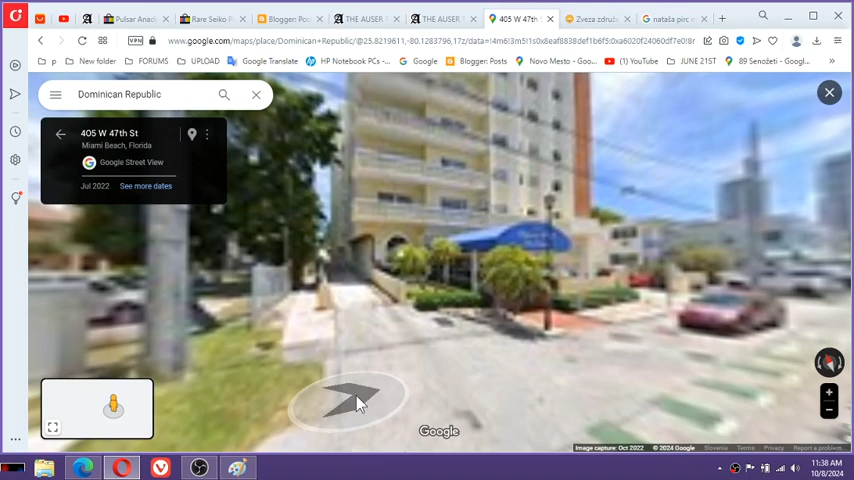 Pulsar Anad
Rare Seiko P
Blogger: Pos
THE AUSER
THE AUSER
405 W 47th S
Zveza združe
nataša pirc m
VPN
www.google.com/maps/place/Dominican+Republic/@25.8219611,-80.1283796,17z/data=!4m6!3m5!1s0x8eaf8838def1b6f5:0xa6020f24060df7e0!8r
p
New folder
FORUMS
UPLOAD
Google Translate
HP Notebook PCs -...
Google
Blogger: Posts
Novo Mesto - Goo...
(1) YouTube
JUNE 21ST
89 Senožeti - Googl...
Dominican Republic
405 W 47th St
Miami Beach, Florida
Google Street View
Jul 2022
See more dates
Google
Image capture: Oct 2022
© 2024 Google
Slovenia
Terms
Privacy
Report a problem
11:38 AM
10/8/2024